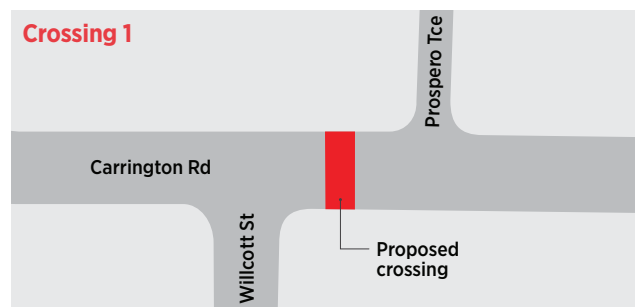 Crossing 1
Prospero Tce
Carrington Rd
Willcott St
Proposed
crossing